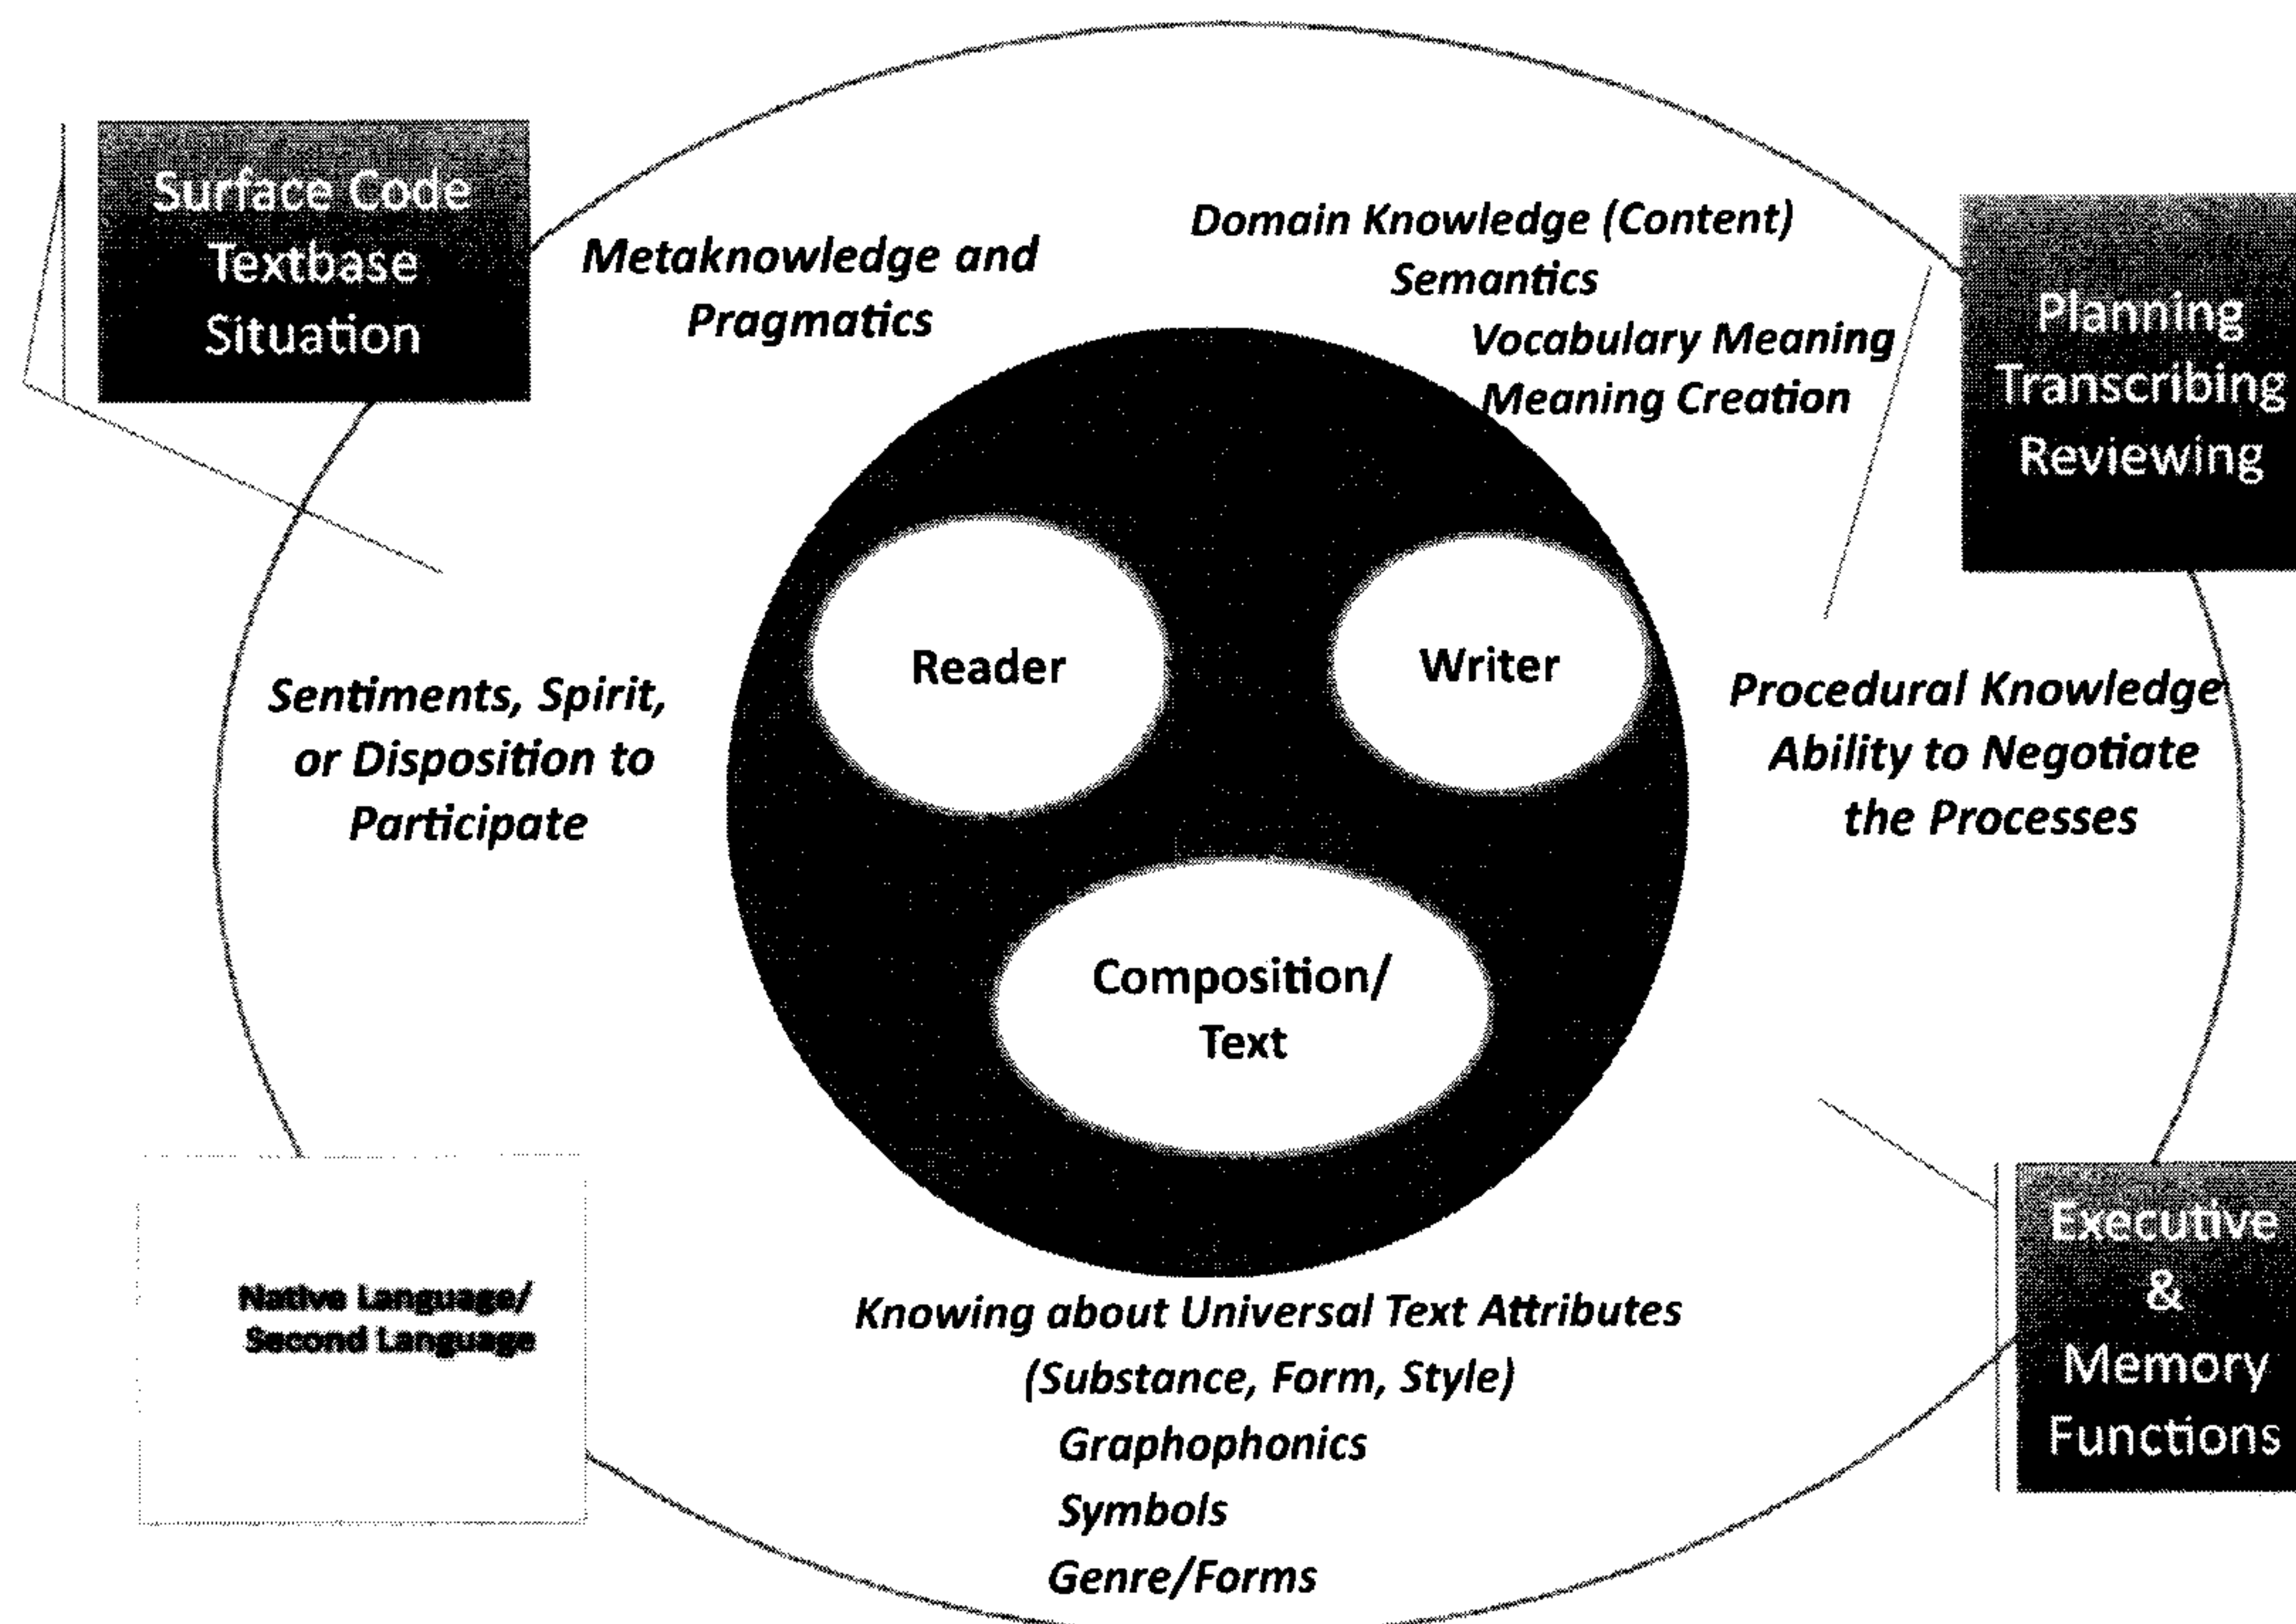 Surface Code
Textbase
Situation
Metaknowledge and
Pragmatics
Domain Knowledge (Content)
Semantics
Vocabulary Meaning
Meaning Creation
Planning
Transcribing
Reviewing
Reader
Writer
Composition/
Text
Sentiments, Spirit,
or Disposition to
Participate
Procedural Knowledge
Ability to Negotiate
the Processes
Native Language/
Second Language
Knowing about Universal Text Attributes
(Substance, Form, Style)
Graphophonics
Symbols
Genre/Forms
Executive
&
Memory
Functions